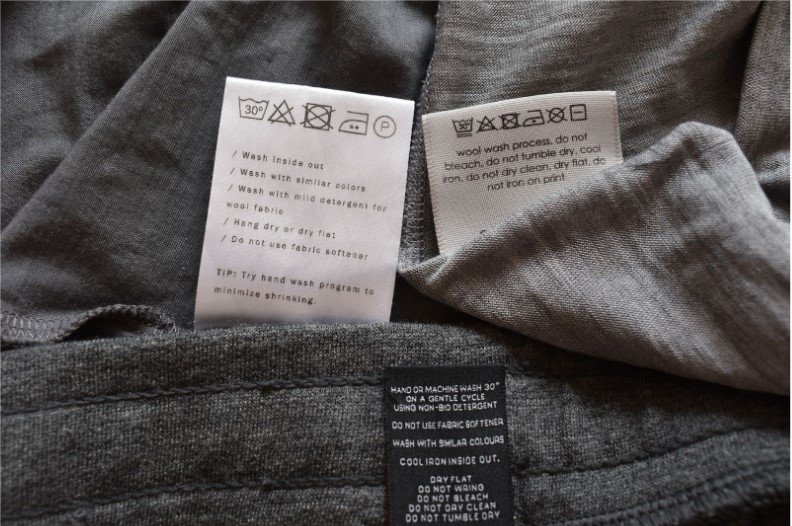 30°
P
/ Wash inside out
/ Wash with similar colors
/ Wash with mild detergent for
wool fabric
/ Hang dry or dry flat
/ Do not use fabric softener
TIP: Try hand wash program to
minimize shrinking.
wool wash process, do not
bleach, do not tumble dry, cool
iron, do not dry clean, dry flat, do
not iron on print
HAND OR MACHINE WASH 30°
ON A GENTLE CYCLE
USING NON-BIO DETERGENT
DO NOT USE FABRIC SOFTENER
WASH WITH SIMILAR COLOURS
COOL IRON INSIDE OUT.
DRY FLAT
DO NOT WRING
DO NOT BLEACH
DO NOT DRY CLEAN
DO NOT TUMBLE DRY